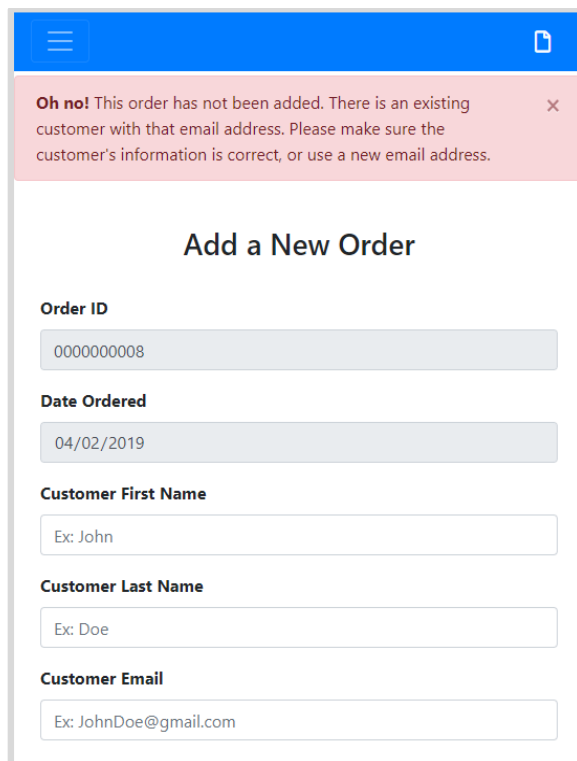 Oh no! This order has not been added. There is an existing
customer with that email address. Please make sure the
customer's information is correct, or use a new email address.
×
Add a New Order
Order ID
0000000008
Date Ordered
04/02/2019
Customer First Name
Ex: John
Customer Last Name
Ex: Doe
Customer Email
Ex: JohnDoe@gmail.com